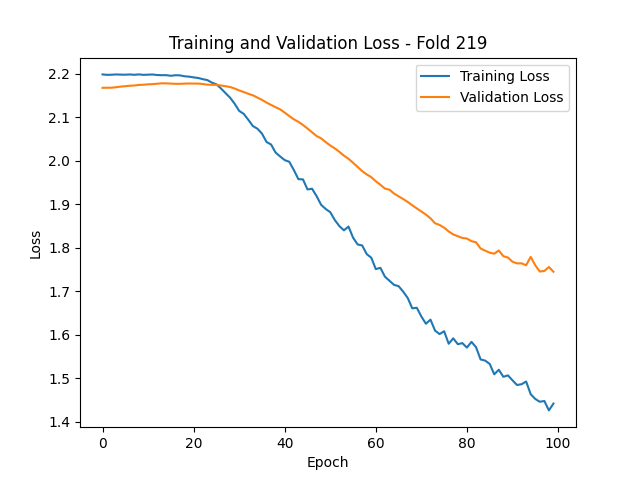 Training and Validation Loss - Fold 219
Training Loss
Validation Loss
Loss
2.2
2.1
2.0
1.9
1.8
1.7
1.6
1.5
1.4
0 20 40 60 80 100
Epoch